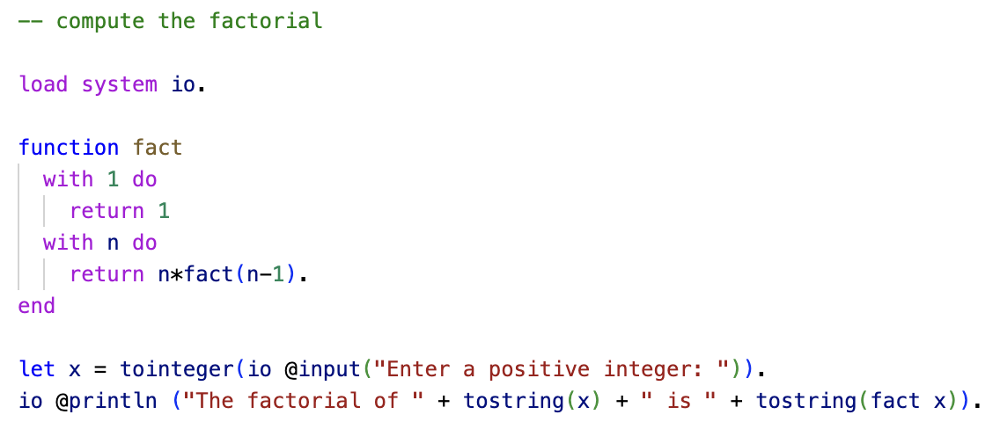 -- compute the factorial
load system io.
function fact
with 1 do
return 1
with n do
return n*fact(n-1).
end
let x = tointeger(io @input("Enter a positive integer: ")).
io @println ("The factorial of " + tostring(x) + " is " + tostring(fact x)).